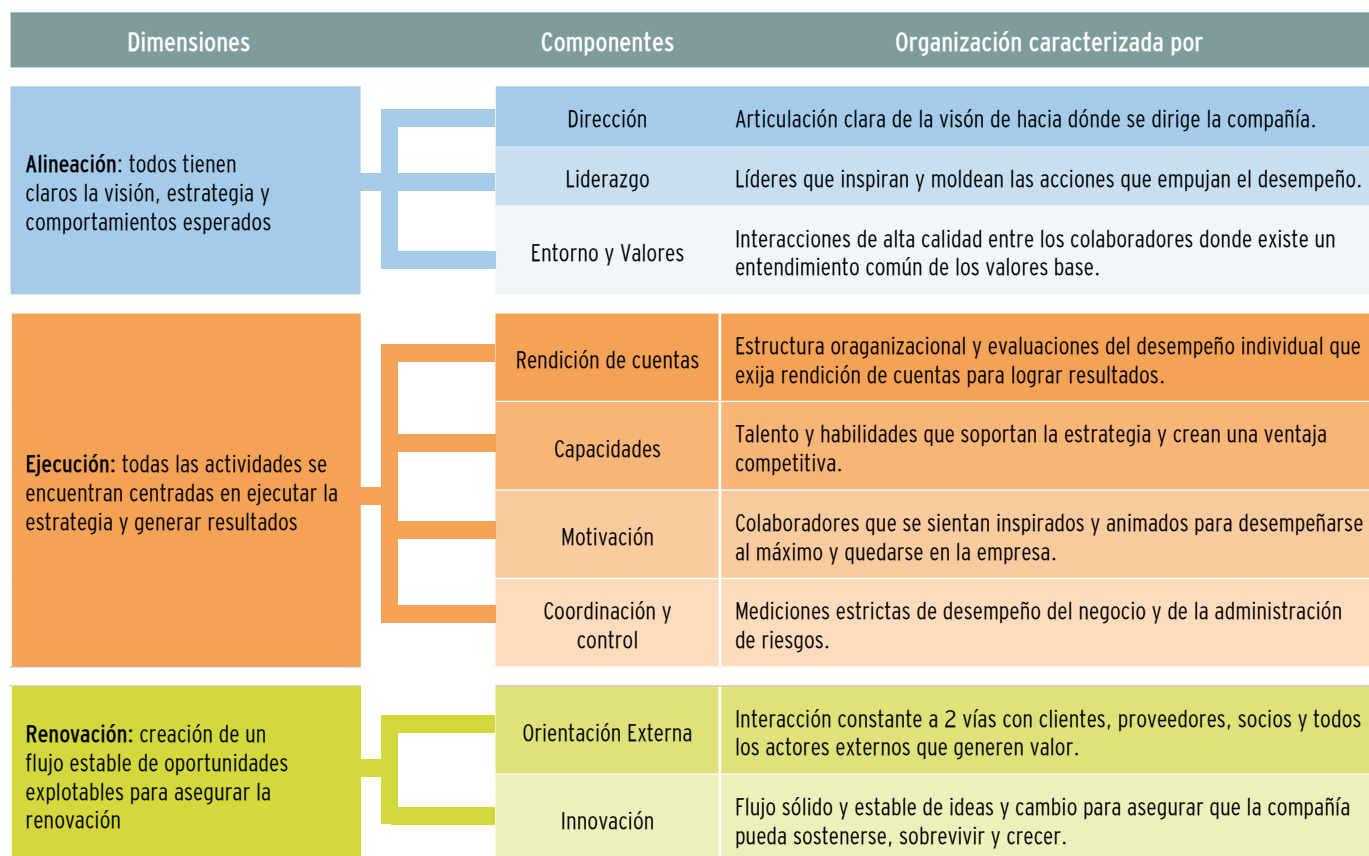 Dimensiones
Componentes
Organización caracterizada por
Alineación: todos tienen
claros la visión, estrategia y
comportamientos esperados
Dirección
Articulación clara de la visón de hacia dónde se dirige la compañía.
Liderazgo
Líderes que inspiran y moldean las acciones que empujan el desempeño.
Entorno y Valores
Interacciones de alta calidad entre los colaboradores donde existe un
entendimiento común de los valores base.
Ejecución: todas las actividades se
encuentran centradas en ejecutar la
estrategia y generar resultados
Rendición de cuentas
Estructura oraganizacional y evaluaciones del desempeño individual que
exija rendición de cuentas para lograr resultados.
Capacidades
Talento y habilidades que soportan la estrategia y crean una ventaja
competitiva.
Motivación
Colaboradores que se sientan inspirados y animados para desempeñarse
al máximo y quedarse en la empresa.
Coordinación y
control
Mediciones estrictas de desempeño del negocio y de la administración
de riesgos.
Renovación: creación de un
flujo estable de oportunidades
explotables para asegurar la
renovación
Orientación Externa
Interacción constante a 2 vías con clientes, proveedores, socios y todos
los actores externos que generen valor.
Innovación
Flujo sólido y estable de ideas y cambio para asegurar que la compañía
pueda sostenerse, sobrevivir y crecer.